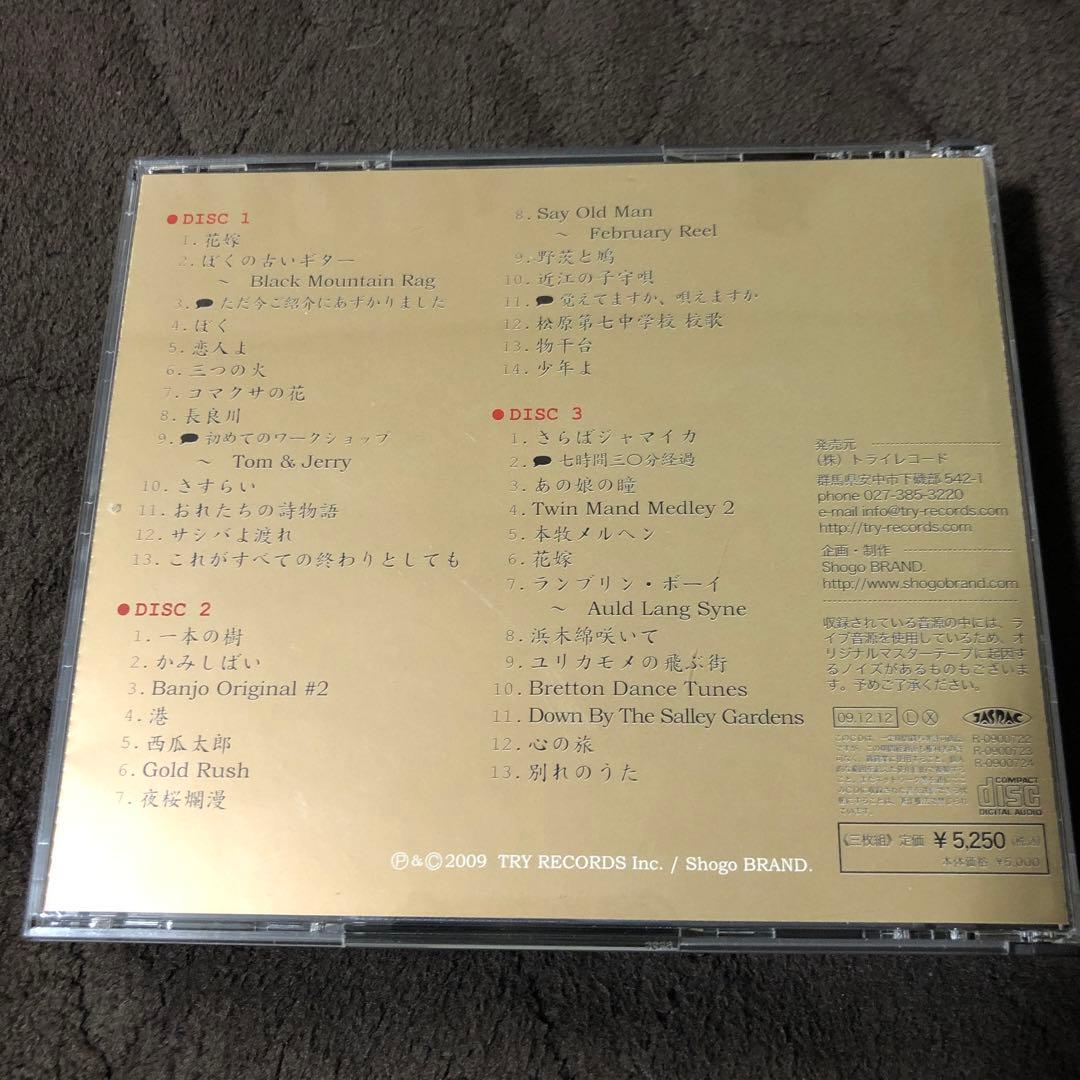 ●DISC 1
1.花嫁
2.ぼくの古いギター
～ Black Mountain Rag
3.ただ今ご紹介にあずかりました
4.ぼく
5.恋人よ
6.三つの火
7.コマクサの花
8.長良川
9.初めてのワークショップ
～ Tom & Jerry
10.さすらい
11.おれたちの詩物語
12.サシバよ渡れ
13.これがすべての終わりとしても
●DISC 2
1.一本の樹
2.かみしばい
3.Banjo Original #2
4.港
5.西瓜太郎
6.Gold Rush
7.夜桜爛漫
8.Say Old Man
～ February Reel
9.野茨と鳩
10.近江の子守唄
11.覚えてますか、唄えますか
12.松原第七中学校 校歌
13.物干台
14.少年よ
●DISC 3
1.さらばジャマイカ
2.七時間三〇分経過
3.あの娘の瞳
4.Twin Mand Medley 2
5.本牧メルヘン
6.花嫁
7.ランブリン・ボーイ
～ Auld Lang Syne
8.浜木綿咲いて
9.ユリカモメの飛ぶ街
10.Bretton Dance Tunes
11.Down By The Salley Gardens
12.心の旅
13.別れのうた
発売元
(株)トライレコード
群馬県安中市下磯部 542-1
phone 027-385-3220
e-mail info@try-records.com
http://try-records.com
企画・制作
Shogo BRAND.
http://www.shogobrand.com
収録されている音源の中には、ラ
イブ音源を使用しているため、オ
リジナルマスターテープに起因す
るノイズがあるものもございま
す。予めご了承ください。
09.12.12 Ⓛ Ⓧ JASRAC
R-0900722
R-0900723
R-0900724
COMPACT
disc
DIGITAL AUDIO
《三枚組》定価 ¥5,250(税込)
本体価格 ¥5,000
Ⓟ&©2009 TRY RECORDS Inc. / Shogo BRAND.